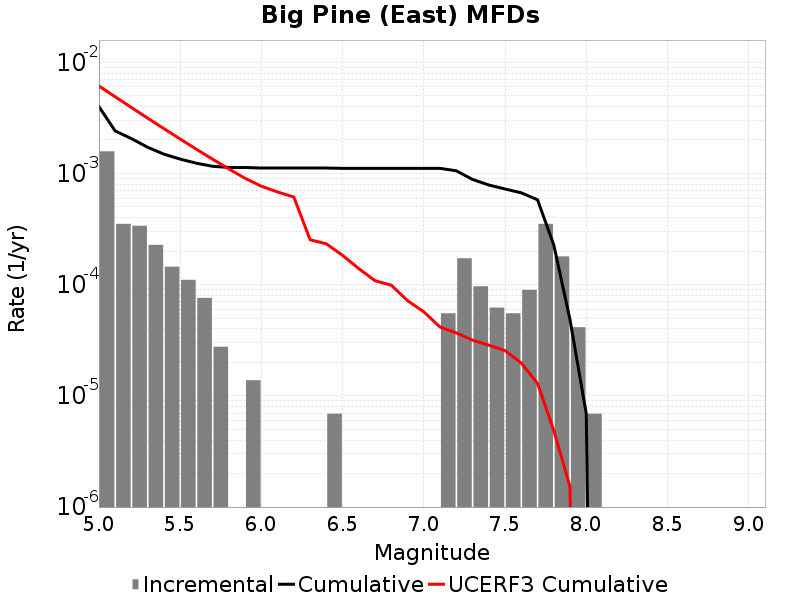 Big Pine (East) MFDs
10-2
10-3
10-4
10-5
10-6
Rate (1/yr)
5.0 5.5 6.0 6.5 7.0 7.5 8.0 8.5 9.0
Magnitude
Incremental Cumulative UCERF3 Cumulative